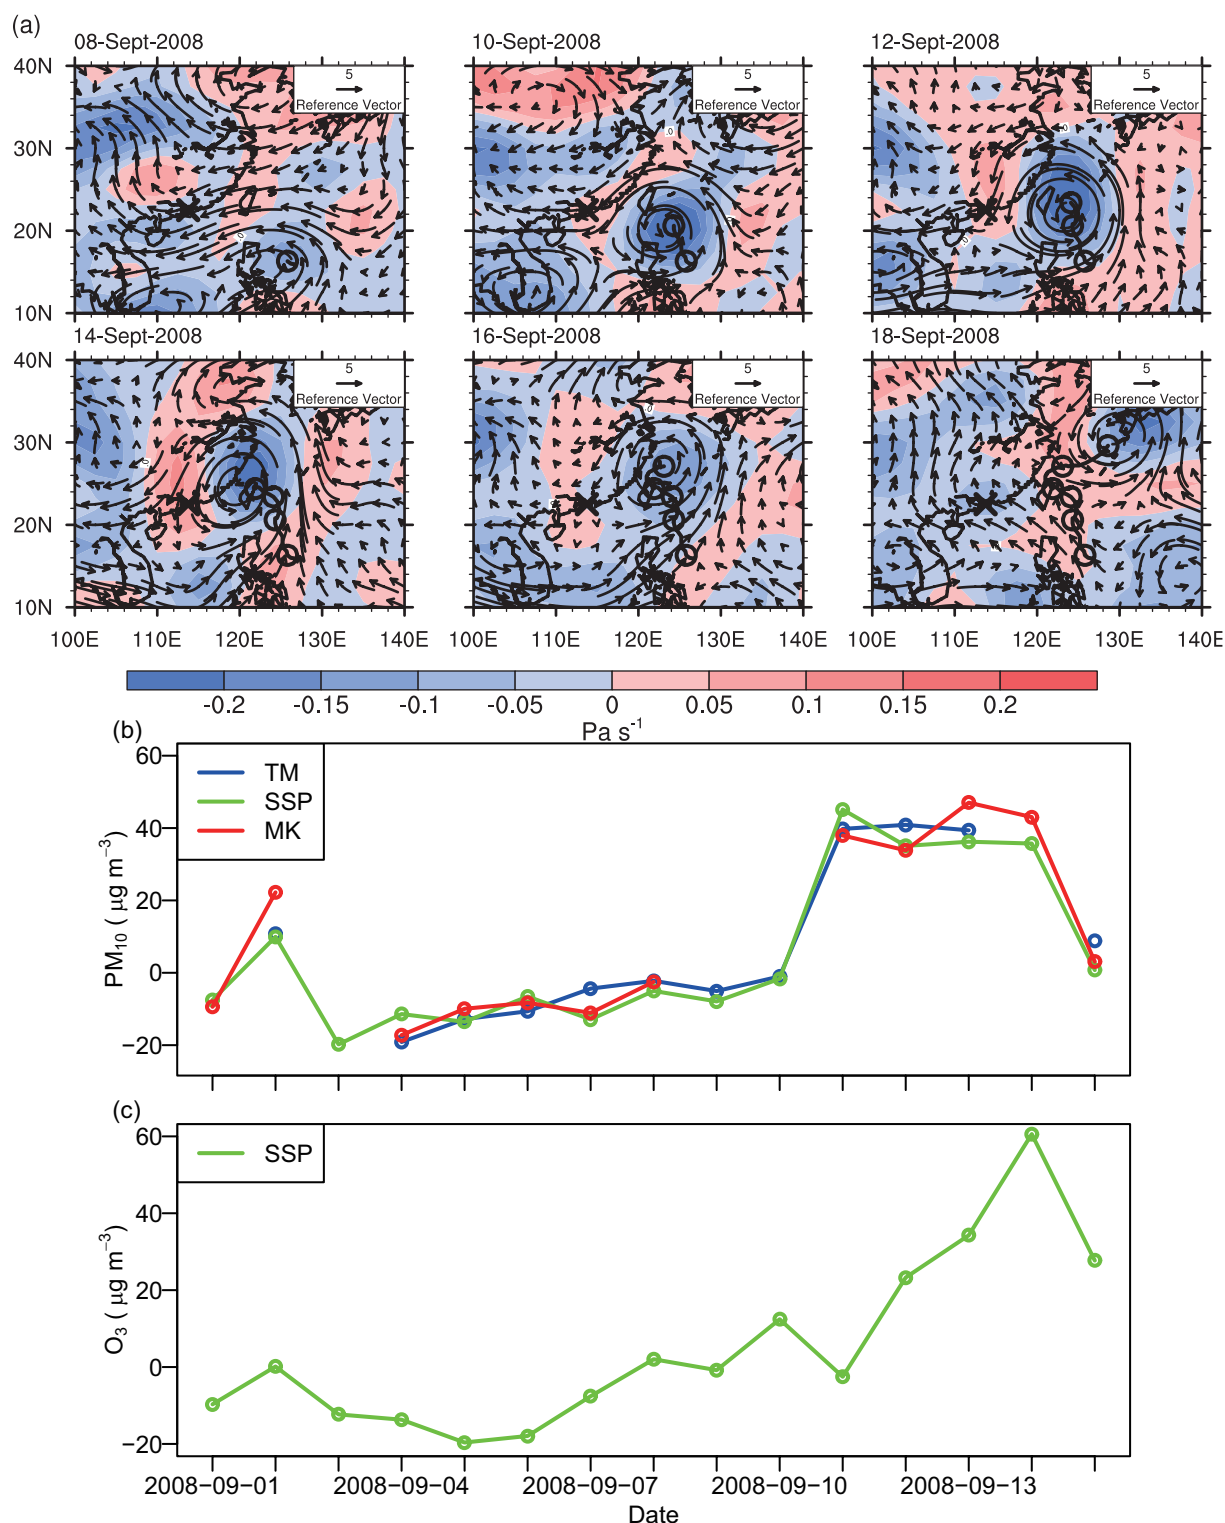 (a)
08-Sept-2008
10-Sept-2008
12-Sept-2008
40N
30N
20N
10N
5
Reference Vector
5
Reference Vector
5
Reference Vector
100E 110E 120E 130E 140E
100E 110E 120E 130E 140E
100E 110E 120E 130E 140E
14-Sept-2008
16-Sept-2008
18-Sept-2008
40N
30N
20N
10N
5
Reference Vector
5
Reference Vector
5
Reference Vector
-0.2 -0.15 -0.1 -0.05 0 0.05 0.1 0.15 0.2
Pa s⁻¹
(b)
TM
SSP
MK
60
40
20
0
−20
PM₁₀ ( μg m⁻³)
(c)
SSP
60
40
20
0
−20
O₃ ( μg m⁻³)
2008−09−01 2008−09−04 2008−09−07 2008−09−10 2008−09−13
Date